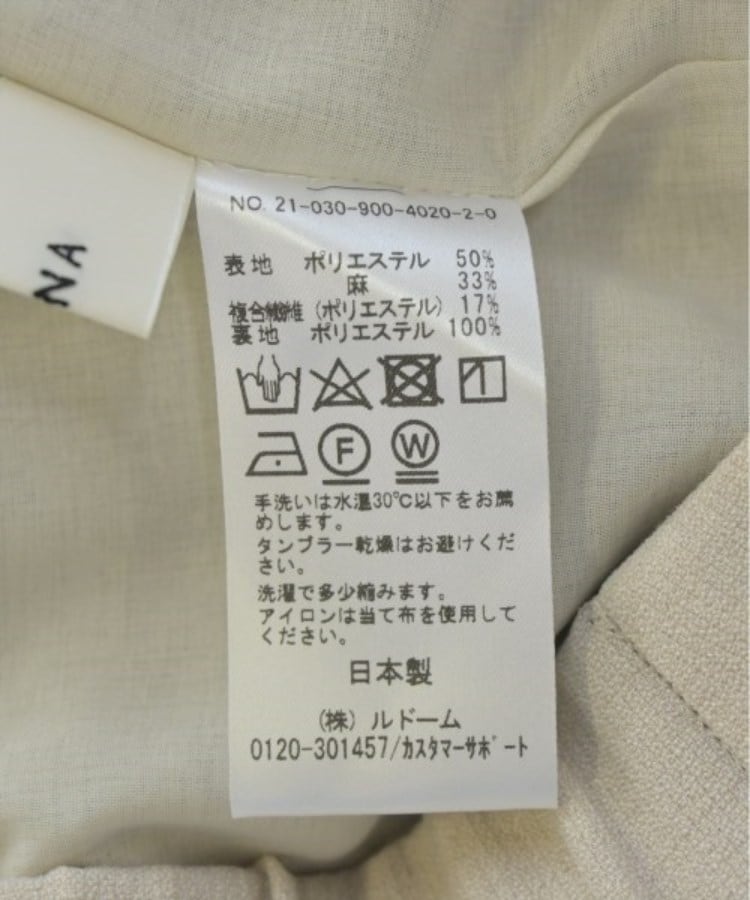 NA
NO. 21-030-900-4020-2-0
表地 ポリエステル 50%
麻 33%
複合繊維(ポリエステル) 17%
裏地 ポリエステル 100%
F W
手洗いは水温30℃以下をお薦
めします。
タンブラー乾燥はお避けくだ
さい。
洗濯で多少縮みます。
アイロンは当て布を使用して
ください。
日本製
(株)ルドーム
0120-301457/カスタマーサポート